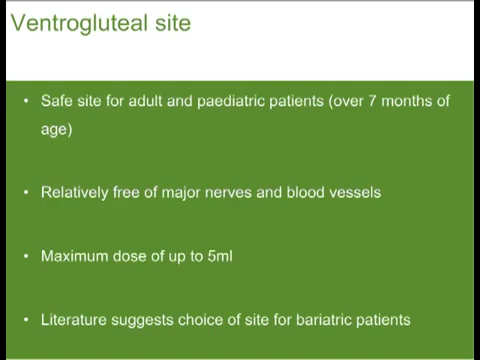 Ventrogluteal site
• Safe site for adult and paediatric patients (over 7 months of
age)
• Relatively free of major nerves and blood vessels
• Maximum dose of up to 5ml
• Literature suggests choice of site for bariatric patients